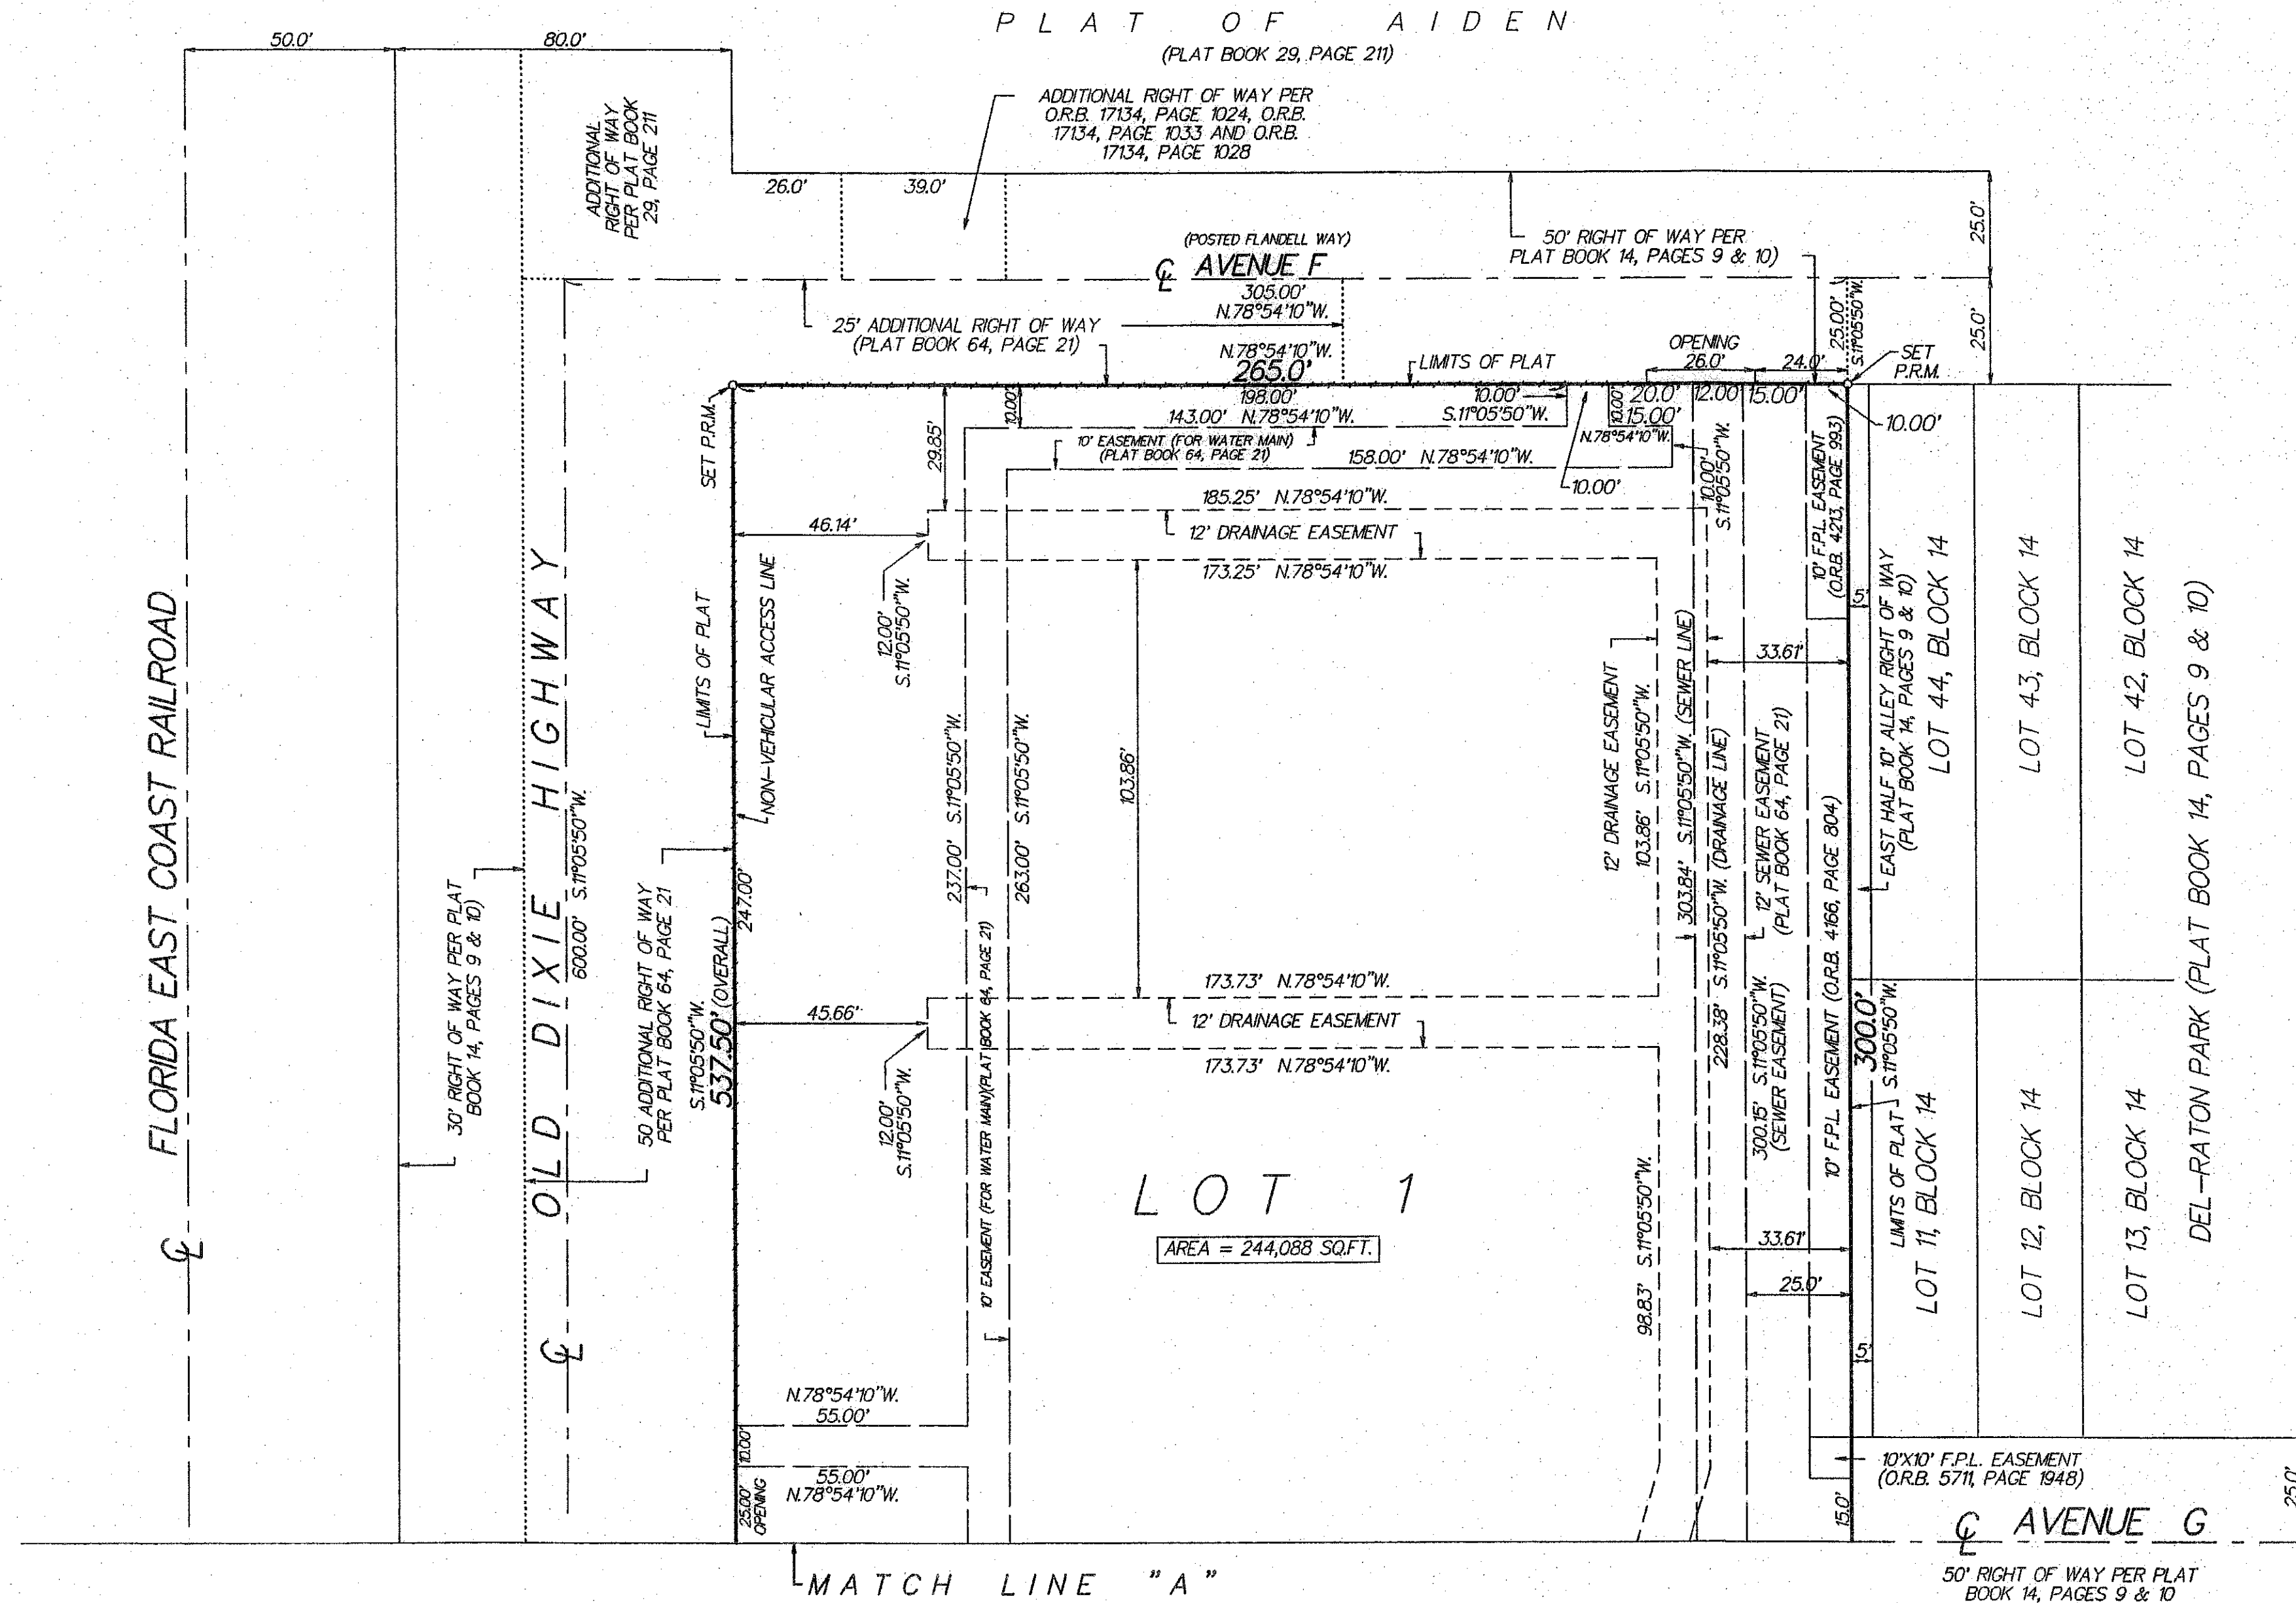 PLAT OF AIDEN
(PLAT BOOK 29, PAGE 211)
50.0'
80.0'
ADDITIONAL
RIGHT OF WAY
PER PLAT BOOK
29, PAGE 211
ADDITIONAL RIGHT OF WAY PER
O.R.B. 17134, PAGE 1024, O.R.B.
17134, PAGE 1033 AND O.R.B.
17134, PAGE 1028
26.0'
39.0'
(POSTED FLANDELL WAY)
℄ AVENUE F
305.00'
N.78°54'10"W.
50' RIGHT OF WAY PER
PLAT BOOK 14, PAGES 9 & 10)
25.0'
25.0'
25.00'
S.11°05'50"W.
25' ADDITIONAL RIGHT OF WAY
(PLAT BOOK 64, PAGE 21)
N.78°54'10"W.
265.0'
LIMITS OF PLAT
OPENING
26.0'
24.0'
SET
P.R.M.
SET P.R.M.
198.00'
10.00'
143.00' N.78°54'10"W.
10.00'
S.11°05'50"W.
10.00'
20.0'
12.00'
15.00'
15.00'
N.78°54'10"W.
10.00'
29.85'
10' EASEMENT (FOR WATER MAIN)
(PLAT BOOK 64, PAGE 21)
158.00' N.78°54'10"W.
10.00'
10.00'
S.11°05'50"W.
10' F.P.L. EASEMENT
(O.R.B. 4213, PAGE 993)
185.25' N.78°54'10"W.
46.14'
12' DRAINAGE EASEMENT
173.25' N.78°54'10"W.
12.00'
S.11°05'50"W.
FLORIDA EAST COAST RAILROAD
℄
30' RIGHT OF WAY PER PLAT
BOOK 14, PAGES 9 & 10)
OLD DIXIE HIGHWAY
600.00' S.11°05'50"W.
℄
50 ADDITIONAL RIGHT OF WAY
PER PLAT BOOK 64, PAGE 21
LIMITS OF PLAT
NON-VEHICULAR ACCESS LINE
S.11°05'50"W.
537.50' (OVERALL)
247.00'
237.00' S.11°05'50"W.
263.00' S.11°05'50"W.
10' EASEMENT (FOR WATER MAIN)(PLAT BOOK 64, PAGE 21)
103.86'
12' DRAINAGE EASEMENT
103.86' S.11°05'50"W.
303.84' S.11°05'50"W. (SEWER LINE)
228.38' S.11°05'50"W. (DRAINAGE LINE)
12' SEWER EASEMENT
(PLAT BOOK 64, PAGE 21)
300.15' S.11°05'50"W.
(SEWER EASEMENT)
33.61'
5'
10' F.P.L. EASEMENT (O.R.B. 4166, PAGE 804)
EAST HALF 10' ALLEY RIGHT OF WAY
(PLAT BOOK 14, PAGES 9 & 10)
300.0'
S.11°05'50"W.
LIMITS OF PLAT
LOT 44, BLOCK 14
LOT 43, BLOCK 14
LOT 42, BLOCK 14
DEL-RATON PARK (PLAT BOOK 14, PAGES 9 & 10)
173.73' N.78°54'10"W.
45.66'
12' DRAINAGE EASEMENT
173.73' N.78°54'10"W.
12.00'
S.11°05'50"W.
LOT 1
AREA = 244,088 SQ.FT.
98.83' S.11°05'50"W.
33.61'
25.0'
5'
LOT 11, BLOCK 14
LOT 12, BLOCK 14
LOT 13, BLOCK 14
N.78°54'10"W.
55.00'
10.00'
55.00'
N.78°54'10"W.
25.00'
OPENING
10'X10' F.P.L. EASEMENT
(O.R.B. 5711, PAGE 1948)
15.0'
25.0'
℄ AVENUE G
50' RIGHT OF WAY PER PLAT
BOOK 14, PAGES 9 & 10
MATCH LINE "A"